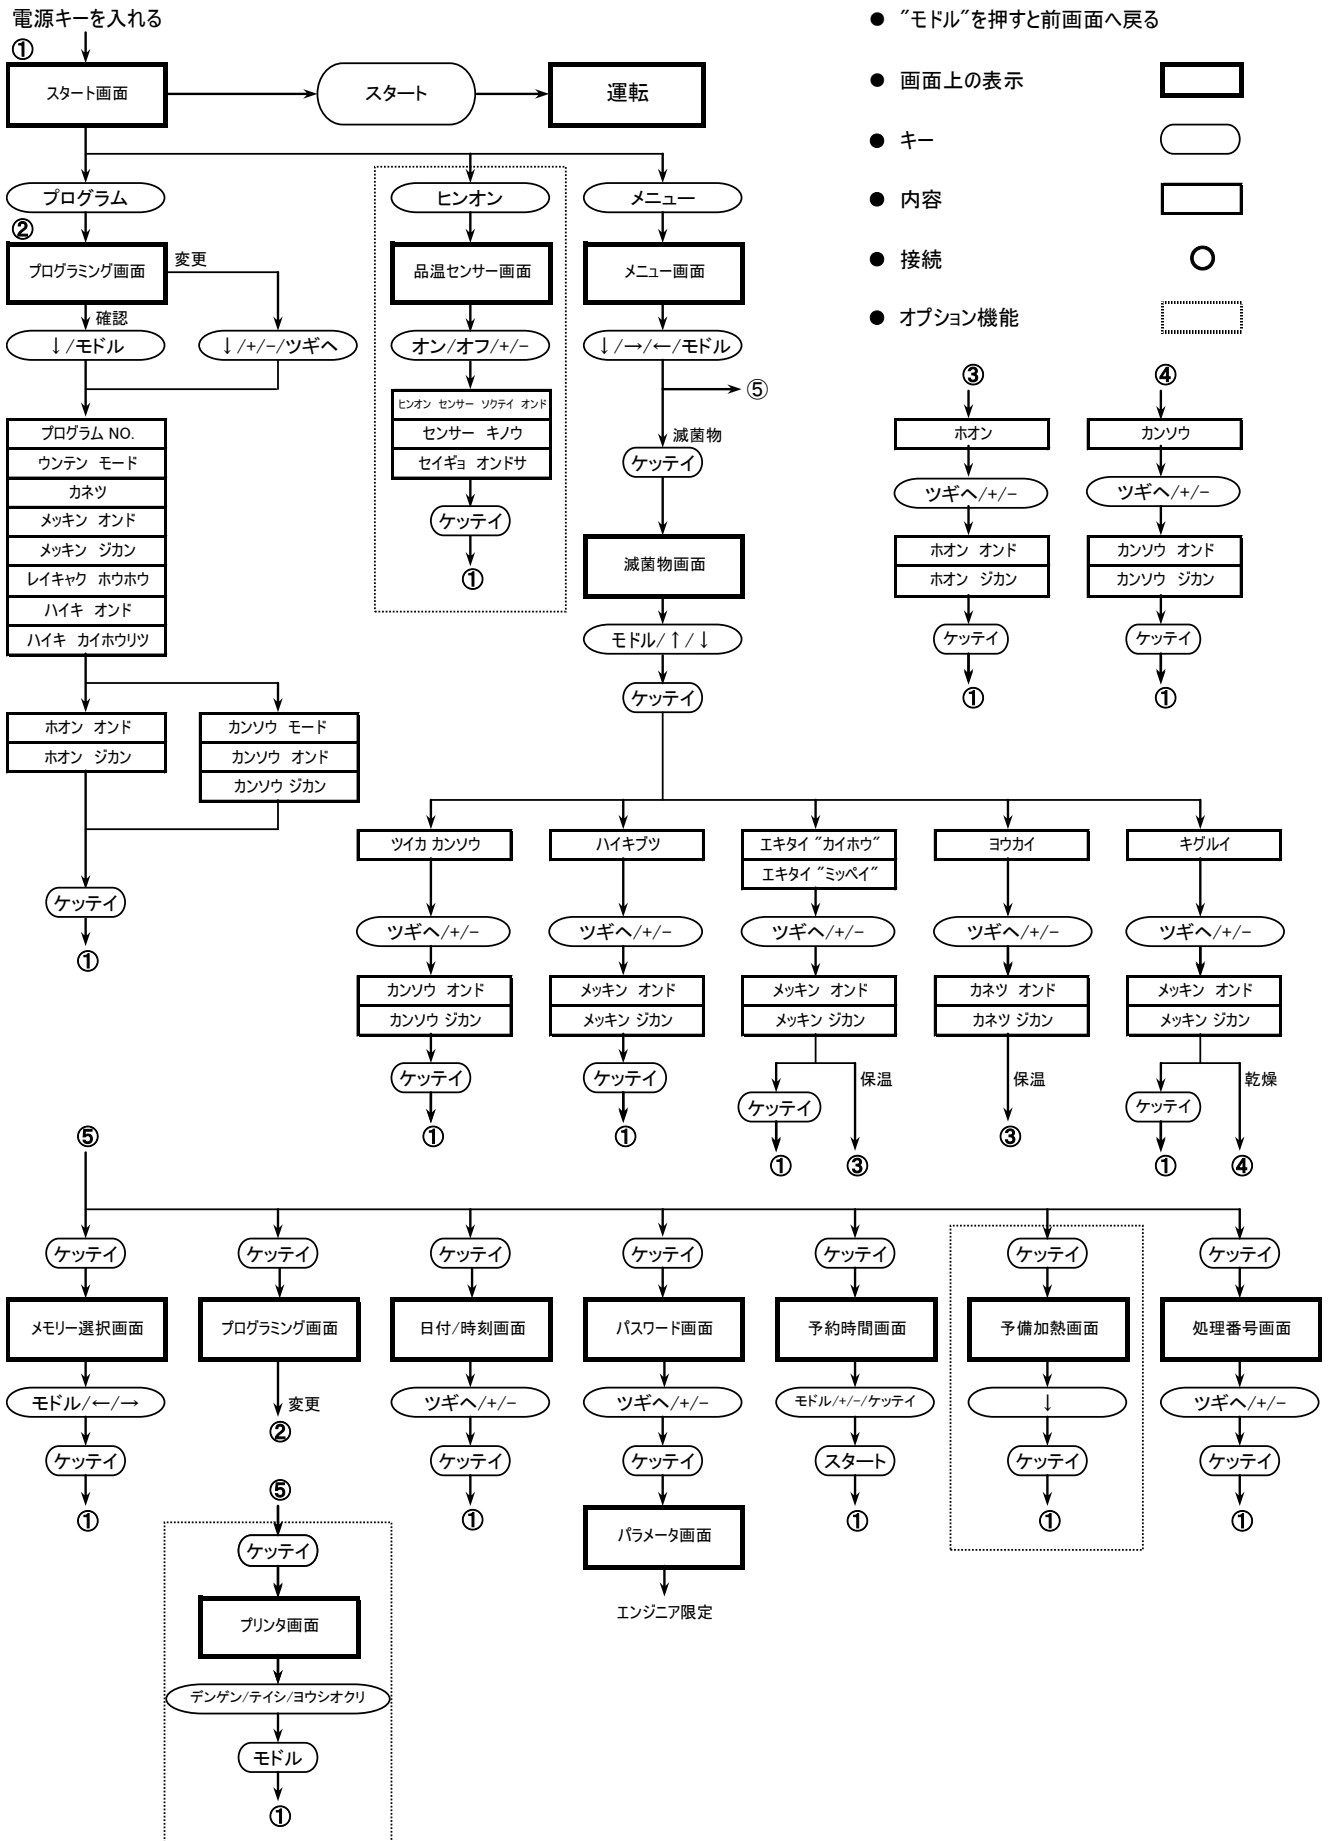 電源キーを入れる
①
スタート画面
スタート
運転
● ″モドル″を押すと前画面へ戻る
● 画面上の表示
● キー
● 内容
● 接続
● オプション機能
プログラム
②
プログラミング画面
変更
確認
↓/モドル
↓/+/-/ツギへ
プログラム NO.
ウンテン モード
カネツ
メッキン オンド
メッキン ジカン
レイキャク ホウホウ
ハイキ オンド
ハイキ カイホウリツ
ホオン オンド
ホオン ジカン
カンソウ モード
カンソウ オンド
カンソウ ジカン
ケッテイ
①
ヒンオン
品温センサー画面
オン/オフ/+/-
ヒンオン センサー ソクテイ オンド
センサー キノウ
セイギョ オンドサ
ケッテイ
①
メニュー
メニュー画面
↓/→/←/モドル
⑤
滅菌物
ケッテイ
滅菌物画面
モドル/↑/↓
ケッテイ
③
ホオン
ツギへ/+/-
ホオン オンド
ホオン ジカン
ケッテイ
①
④
カンソウ
ツギへ/+/-
カンソウ オンド
カンソウ ジカン
ケッテイ
①
ツイカ カンソウ
ツギへ/+/-
カンソウ オンド
カンソウ ジカン
ケッテイ
①
ハイキブツ
ツギへ/+/-
メッキン オンド
メッキン ジカン
ケッテイ
①
エキタイ ″カイホウ″
エキタイ ″ミッペイ″
ツギへ/+/-
メッキン オンド
メッキン ジカン
保温
ケッテイ
①
③
ヨウカイ
ツギへ/+/-
カネツ オンド
カネツ ジカン
保温
③
キグルイ
ツギへ/+/-
メッキン オンド
メッキン ジカン
乾燥
ケッテイ
①
④
⑤
ケッテイ
メモリー選択画面
モドル/←/→
ケッテイ
①
ケッテイ
プログラミング画面
変更
②
ケッテイ
日付/時刻画面
ツギへ/+/-
ケッテイ
①
ケッテイ
パスワード画面
ツギへ/+/-
ケッテイ
パラメータ画面
エンジニア限定
ケッテイ
予約時間画面
モドル/+/-/ケッテイ
スタート
①
ケッテイ
予備加熱画面
↓
ケッテイ
①
ケッテイ
処理番号画面
ツギへ/+/-
ケッテイ
①
⑤
ケッテイ
プリンタ画面
デンゲン/テイシ/ヨウシオクリ
モドル
①